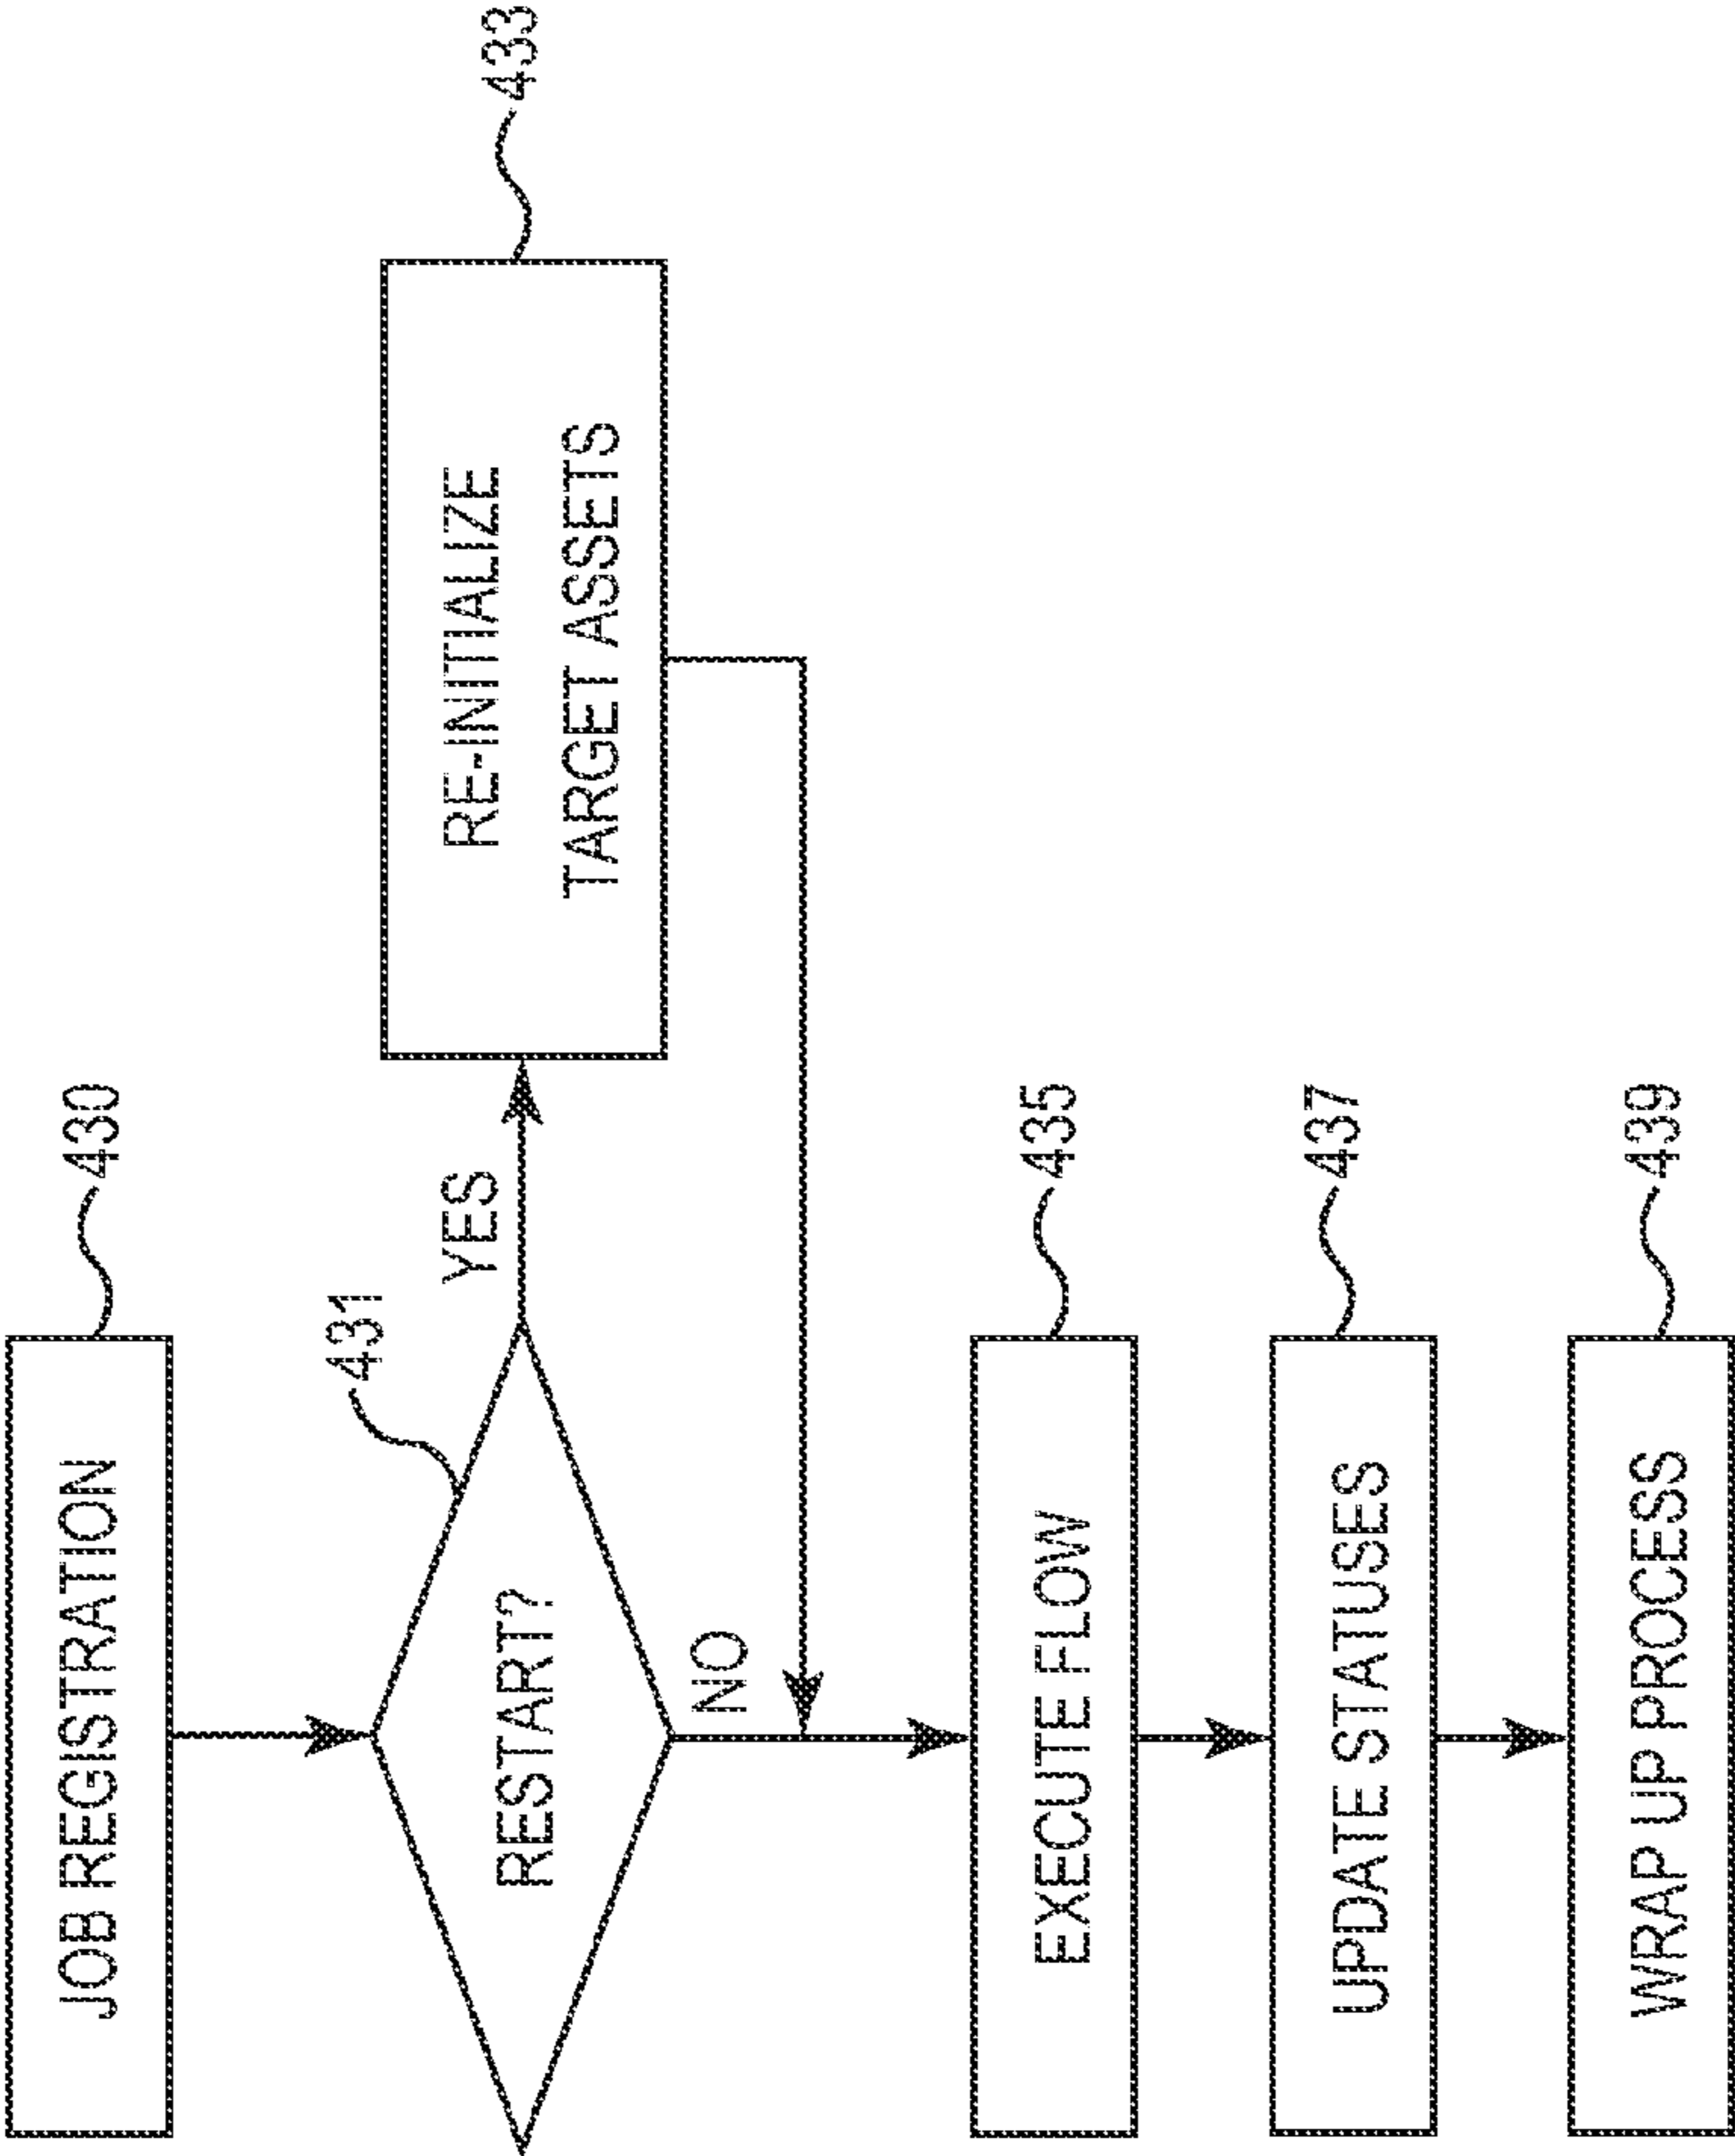 JOB REGISTRATION
430
RESTART?
431
YES
RE-INITIALIZE
TARGET ASSETS
433
NO
EXECUTE FLOW
435
UPDATE STATUSES
437
WRAP UP PROCESS
439